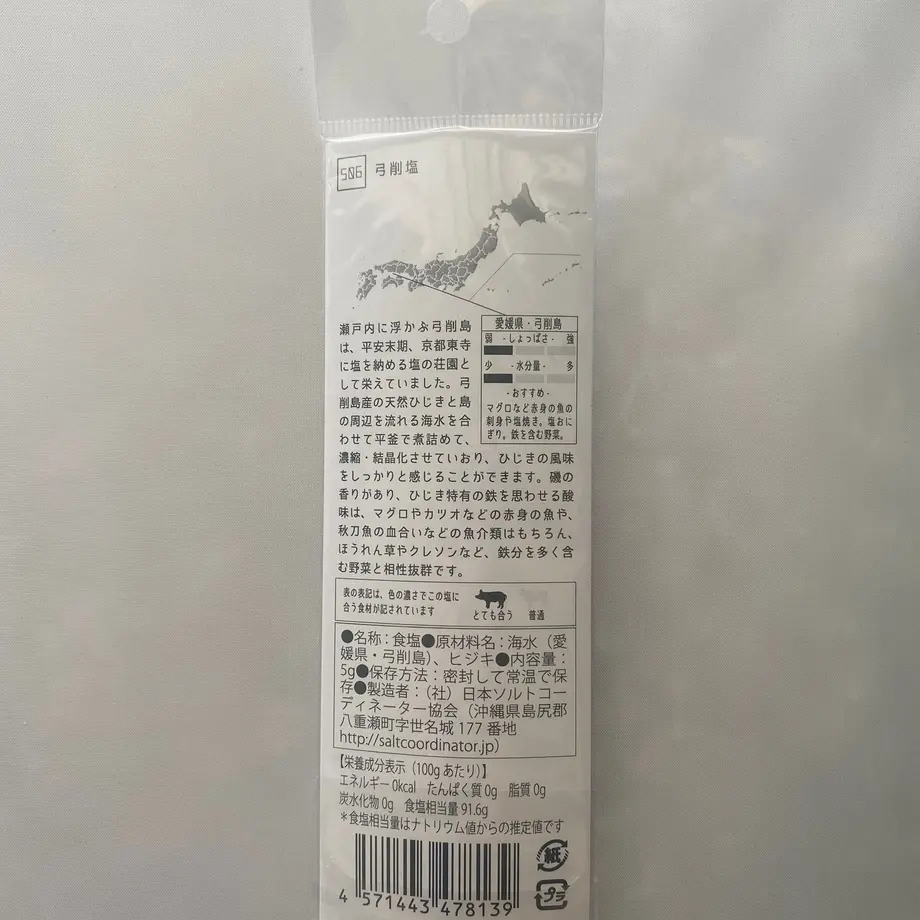 506 弓削塩
瀬戸内に浮かぶ弓削島
は、平安末期、京都東寺
に塩を納める塩の荘園と
して栄えていました。弓
削島産の天然ひじきと島
の周辺を流れる海水を合
わせて平釜で煮詰めて、
濃縮・結晶化させていおり、ひじきの風味
をしっかりと感じることができます。磯の
香りがあり、ひじき特有の鉄を思わせる酸
味は、マグロやカツオなどの赤身の魚や、
秋刀魚の血合いなどの魚介類はもちろん、
ほうれん草やクレソンなど、鉄分を多く含
む野菜と相性抜群です。
愛媛県・弓削島
弱 -しょっぱさ- 強
少 -水分量- 多
-おすすめ-
マグロなど赤身の魚の
刺身や塩焼き。塩おに
ぎり。鉄を含む野菜。
表の表記は、色の濃さでこの塩に
合う食材が記されています
とても合う 普通
●名称：食塩●原材料名：海水（愛
媛県・弓削島）、ヒジキ●内容量：
5g●保存方法：密封して常温で保
存●製造者：（社）日本ソルトコー
ディネーター協会（沖縄県島尻郡
八重瀬町字世名城 177 番地
http://saltcoordinator.jp）
【栄養成分表示（100gあたり）】
エネルギー 0kcal たんぱく質 0g 脂質 0g
炭水化物 0g 食塩相当量 91.6g
＊食塩相当量はナトリウム値からの推定値です
紙
プラ
4 571443 478139